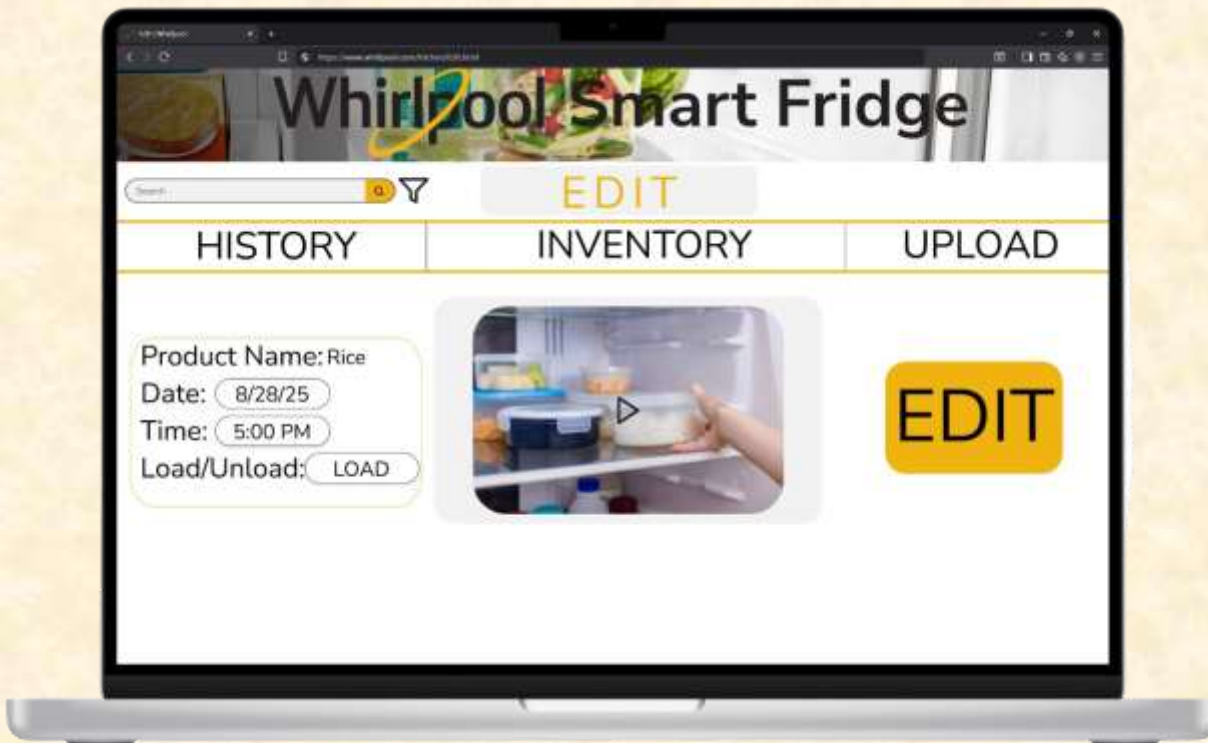 Whirlpool Smart Fridge
Search
EDIT
HISTORY
INVENTORY
UPLOAD
Product Name: Rice
Date: 8/28/25
Time: 5:00 PM
Load/Unload: LOAD
EDIT